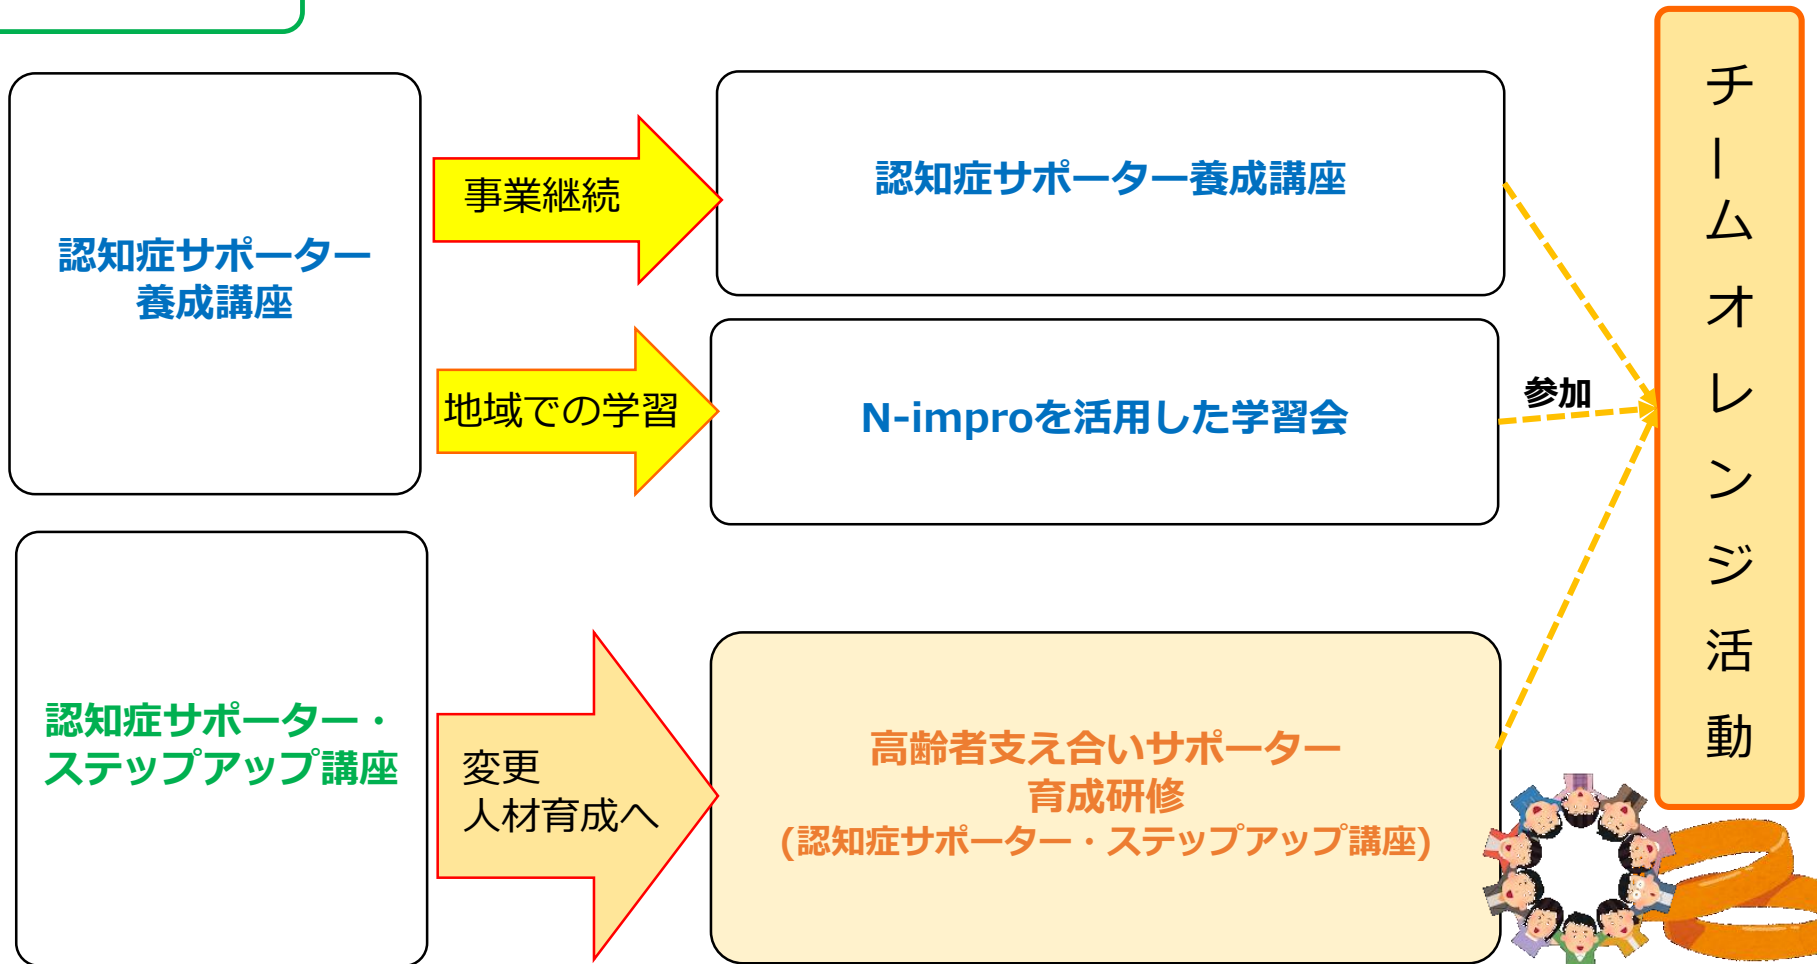 認知症サポーター
養成講座
事業継続
認知症サポーター養成講座
地域での学習
N-improを活用した学習会
認知症サポーター・
ステップアップ講座
変更
人材育成へ
高齢者支え合いサポーター
育成研修
(認知症サポーター・ステップアップ講座)
参加
チームオレンジ活動